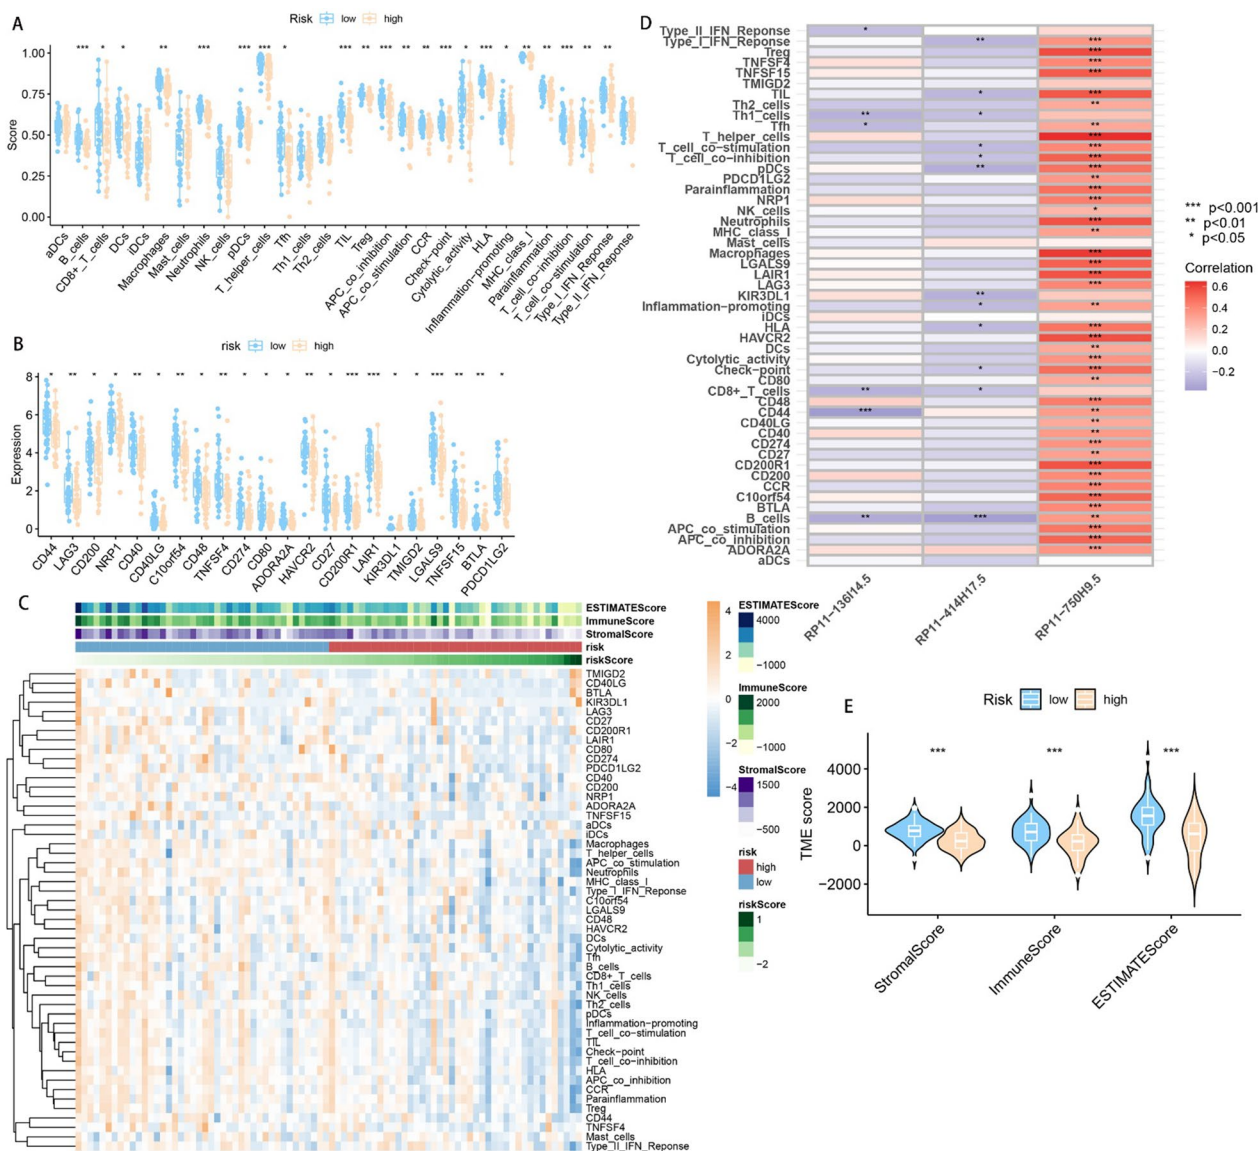 A
Risk low high
*** * * ** *** *** *** * *** ** *** ** ** *** * *** * ** ** *** ** **
1.00
0.75
0.50
0.25
0.00
Score
aDCs
B_cells
CD8+_T_cells
DCs
iDCs
Macrophages
Mast_cells
Neutrophils
NK_cells
pDCs
T_helper_cells
Tfh
Th1_cells
Th2_cells
TIL
Treg
APC_co_inhibition
APC_co_stimulation
CCR
Check-point
Cytolytic_activity
HLA
Inflammation-promoting
MHC_class_I
Parainflammation
T_cell_co-inhibition
T_cell_co-stimulation
Type_I_IFN_Reponse
Type_II_IFN_Reponse
B
risk low high
* ** * * ** * ** * ** * * * ** * *** *** * * *** ** ** *
8
6
4
2
0
Expression
CD44
LAG3
CD200
NRP1
CD40
CD40LG
C10orf54
CD48
TNFSF4
CD274
CD80
ADORA2A
HAVCR2
CD27
CD200R1
LAIR1
KIR3DL1
TMIGD2
LGALS9
TNFSF15
BTLA
PDCD1LG2
C
ESTIMATEScore
ImmuneScore
StromalScore
risk
riskScore
TMIGD2
CD40LG
BTLA
KIR3DL1
LAG3
CD27
CD200R1
LAIR1
CD80
CD274
PDCD1LG2
CD40
CD200
NRP1
ADORA2A
TNFSF15
aDCs
iDCs
Macrophages
T_helper_cells
APC_co_stimulation
Neutrophils
MHC_class_I
Type_I_IFN_Reponse
C10orf54
LGALS9
CD48
HAVCR2
DCs
Cytolytic_activity
Tfh
B_cells
CD8+_T_cells
Th1_cells
NK_cells
Th2_cells
pDCs
Inflammation-promoting
T_cell_co-stimulation
TIL
Check-point
T_cell_co-inhibition
HLA
APC_co_inhibition
CCR
Parainflammation
Treg
CD44
TNFSF4
Mast_cells
Type_II_IFN_Reponse
4
2
0
−2
−4
ESTIMATEScore
4000
−1000
ImmuneScore
2000
−1000
StromalScore
1500
−500
risk
high
low
riskScore
1
−2
D
Type_II_IFN_Reponse *
Type_I_IFN_Reponse ** ***
Treg ***
TNFSF4 ***
TNFSF15 ***
TMIGD2
TIL * ***
Th2_cells **
Th1_cells ** *
Tfh * **
T_helper_cells ***
T_cell_co-stimulation * ***
T_cell_co-inhibition * ***
pDCs ** ***
PDCD1LG2 **
Parainflammation ***
NRP1 ***
NK_cells *
Neutrophils ***
MHC_class_I **
Mast_cells
Macrophages ***
LGALS9 ***
LAIR1 ***
LAG3 ***
KIR3DL1 **
Inflammation-promoting * **
iDCs
HLA * ***
HAVCR2 ***
DCs **
Cytolytic_activity ***
Check-point * ***
CD80 **
CD8+_T_cells ** *
CD48 ***
CD44 *** **
CD40LG **
CD40 **
CD274 ***
CD27 **
CD200R1 ***
CD200 ***
CCR ***
C10orf54 ***
BTLA ***
B_cells ** *** **
APC_co_stimulation ***
APC_co_inhibition ***
ADORA2A ***
aDCs
RP11−136I14.5
RP11−414H17.5
RP11−750H9.5
*** p<0.001
** p<0.01
* p<0.05
Correlation
0.6
0.4
0.2
0.0
−0.2
E
Risk low high
*** *** ***
4000
2000
0
−2000
TME score
StromalScore
ImmuneScore
ESTIMATEScore